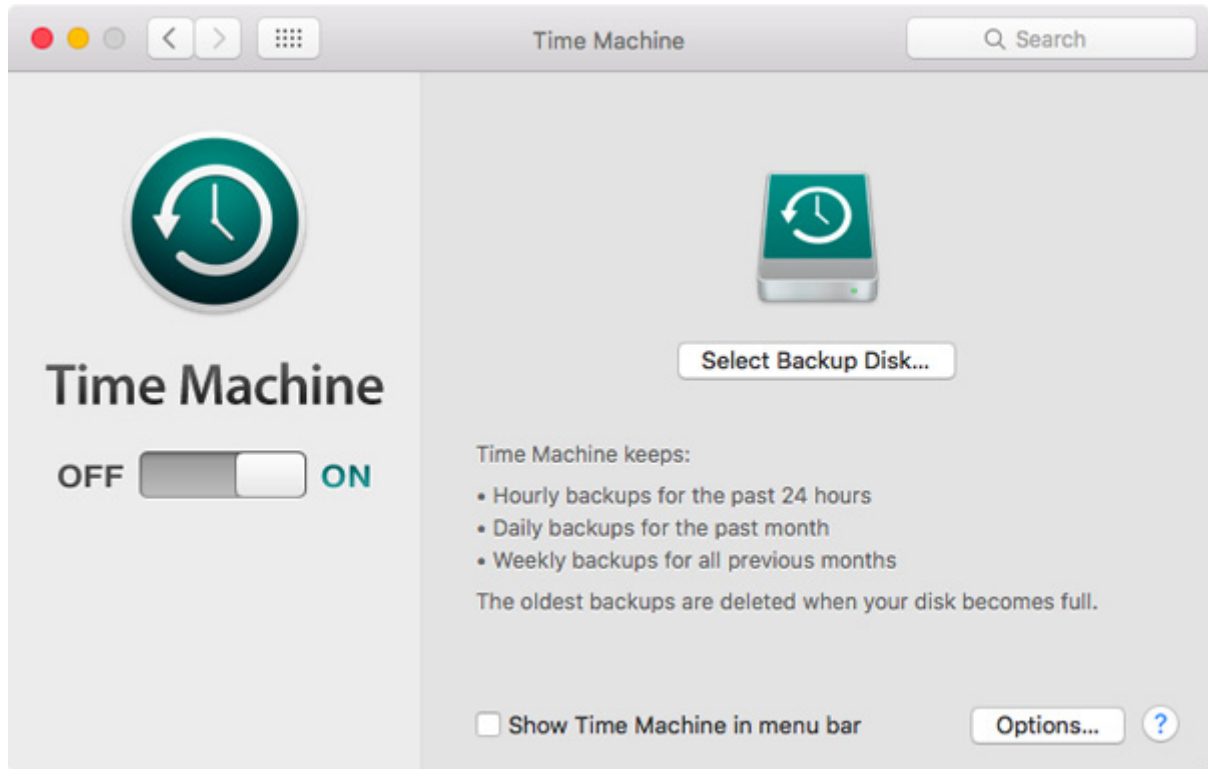 Time Machine
Search
Time Machine
OFF ON
Select Backup Disk...
Time Machine keeps:
• Hourly backups for the past 24 hours
• Daily backups for the past month
• Weekly backups for all previous months
The oldest backups are deleted when your disk becomes full.
Show Time Machine in menu bar
Options...
?